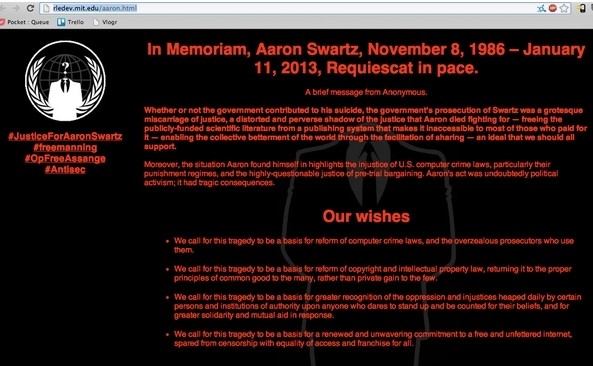 rledev.mit.edu/aaron.html
Pocket : Queue Trello Vlogr
In Memoriam, Aaron Swartz, November 8, 1986 – January
11, 2013, Requiescat in pace.
A brief message from Anonymous.
#JusticeForAaronSwartz
#freemanning
#OpFreeAssange
#Antisec
Whether or not the government contributed to his suicide, the government's prosecution of Swartz was a grotesque
miscarriage of justice, a distorted and perverse shadow of the justice that Aaron died fighting for — freeing the
publicly-funded scientific literature from a publishing system that makes it inaccessible to most of those who paid for
it — enabling the collective betterment of the world through the facilitation of sharing — an ideal that we should all
support.
Moreover, the situation Aaron found himself in highlights the injustice of U.S. computer crime laws, particularly their
punishment regimes, and the highly-questionable justice of pre-trial bargaining. Aaron's act was undoubtedly political
activism; it had tragic consequences.
Our wishes
• We call for this tragedy to be a basis for reform of computer crime laws, and the overzealous prosecutors who use
them.
• We call for this tragedy to be a basis for reform of copyright and intellectual property law, returning it to the proper
principles of common good to the many, rather than private gain to the few.
• We call for this tragedy to be a basis for greater recognition of the oppression and injustices heaped daily by certain
persons and institutions of authority upon anyone who dares to stand up and be counted for their beliefs, and for
greater solidarity and mutual aid in response.
• We call for this tragedy to be a basis for a renewed and unwavering commitment to a free and unfettered internet,
spared from censorship with equality of access and franchise for all.